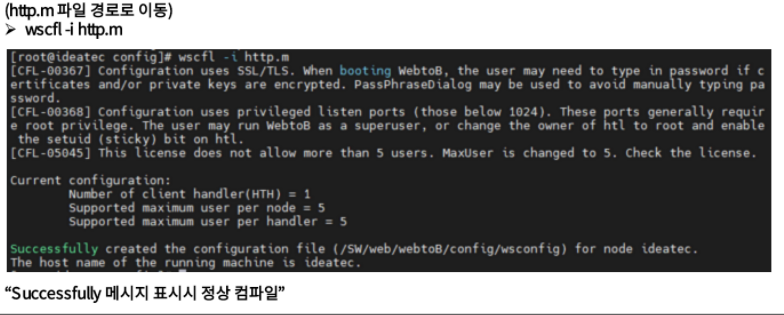 (http.m 파일 경로로 이동)
➢ wscfl -i http.m
[root@ideatec config]# wscfl -i http.m
[CFL-00367] Configuration uses SSL/TLS. When booting WebtoB, the user may need to type in password if c
ertificates and/or private keys are encrypted. PassPhraseDialog may be used to avoid manually typing pa
ssword.
[CFL-00368] Configuration uses privileged listen ports (those below 1024). These ports generally requir
e root privilege. The user may run WebtoB as a superuser, or change the owner of htl to root and enable
 the setuid (sticky) bit on htl.
[CFL-05045] This license does not allow more than 5 users. MaxUser is changed to 5. Check the license.
Current configuration:
Number of client handler(HTH) = 1
Supported maximum user per node = 5
Supported maximum user per handler = 5
Successfully created the configuration file (/SW/web/webtoB/config/wsconfig) for node ideatec.
The host name of the running machine is ideatec.
“Successfully 메시지 표시시 정상 컴파일”